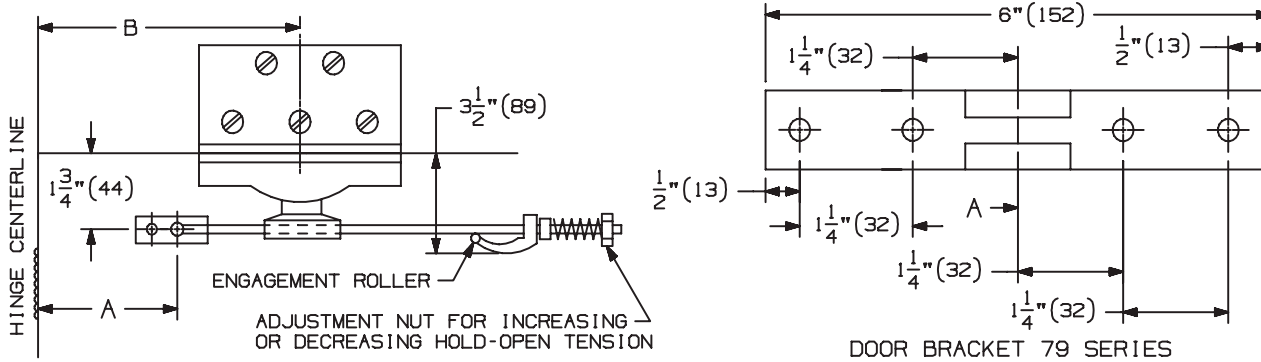 B
3 1/2"(89)
HINGE CENTERLINE
1 3/4"(44)
ENGAGEMENT ROLLER
A
ADJUSTMENT NUT FOR INCREASING
OR DECREASING HOLD-OPEN TENSION
6"(152)
1 1/4"(32)
1/2"(13)
1/2"(13)
A
1 1/4"(32)
1 1/4"(32)
1 1/4"(32)
DOOR BRACKET 79 SERIES